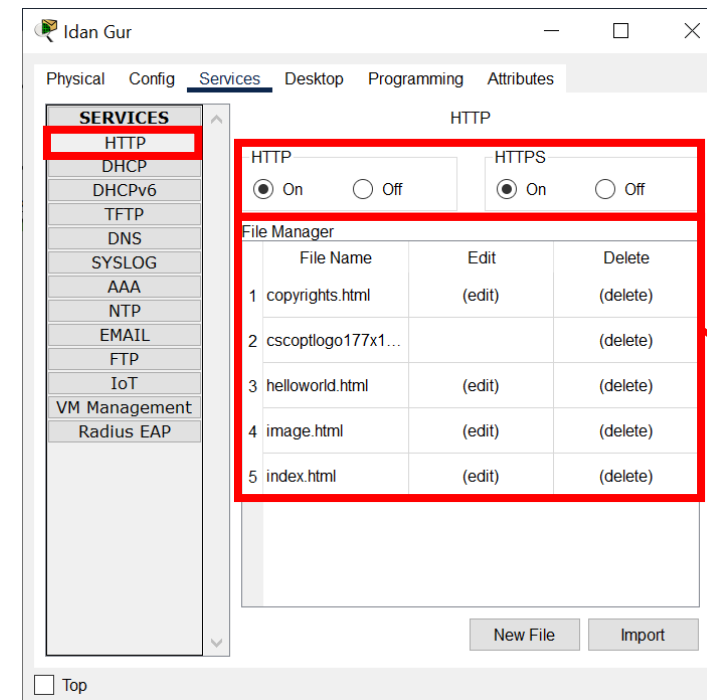 Idan Gur
Physical Config Services Desktop Programming Attributes
SERVICES
HTTP
DHCP
DHCPv6
TFTP
DNS
SYSLOG
AAA
NTP
EMAIL
FTP
IoT
VM Management
Radius EAP
HTTP
HTTP HTTPS
On Off On Off
File Manager
File Name Edit Delete
1 copyrights.html (edit) (delete)
2 cscoptlogo177x1... (delete)
3 helloworld.html (edit) (delete)
4 image.html (edit) (delete)
5 index.html (edit) (delete)
New File Import
Top